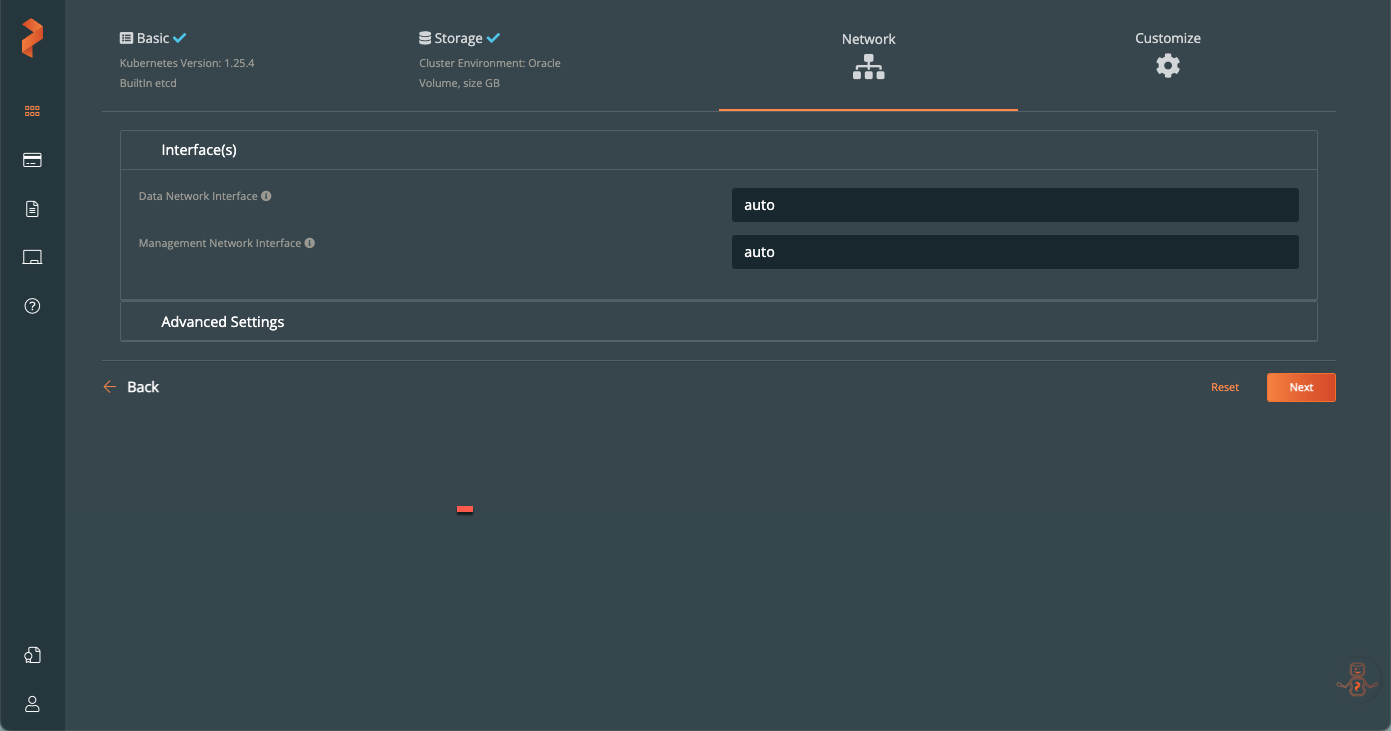 Basic
Kubernetes Version: 1.25.4
BuiltIn etcd
Storage
Cluster Environment: Oracle
Volume, size GB
Network
Customize
Interface(s)
Data Network Interface
auto
Management Network Interface
auto
Advanced Settings
Back
Reset
Next